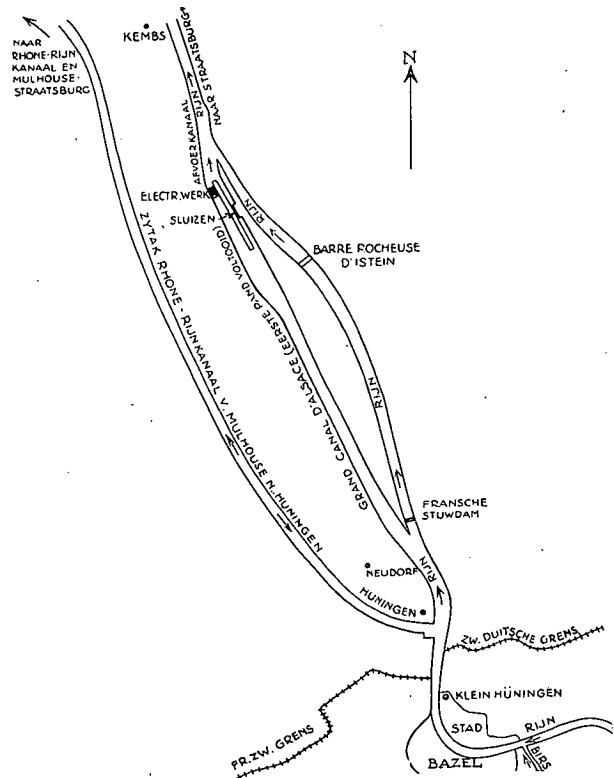 KEMBS
NAAR
RHONE-RIJN
KANAAL EN
MULHOUSE-
STRAATSBURG
N
AFVOERKANAAL
RIJN
NAAR STRAATSBURG
ELECTR.WERK
SLUIZEN
RIJN
BARRE ROCHEUSE
D'ISTEIN
ZYTAK RHONE-RIJNKANAAL V. MULHOUSE N. HUNINGEN
GRAND CANAL D'ALSACE (EERSTE PAND VOLTOOID)
RIJN
FRANSCHE
STUWDAM
NEUDORF
RIJN
HUNINGEN
ZW. DUITSCHE GRENS
KLEIN HÜNINGEN
STAD
RIJN
FR. ZW. GRENS
BAZEL
BIRS